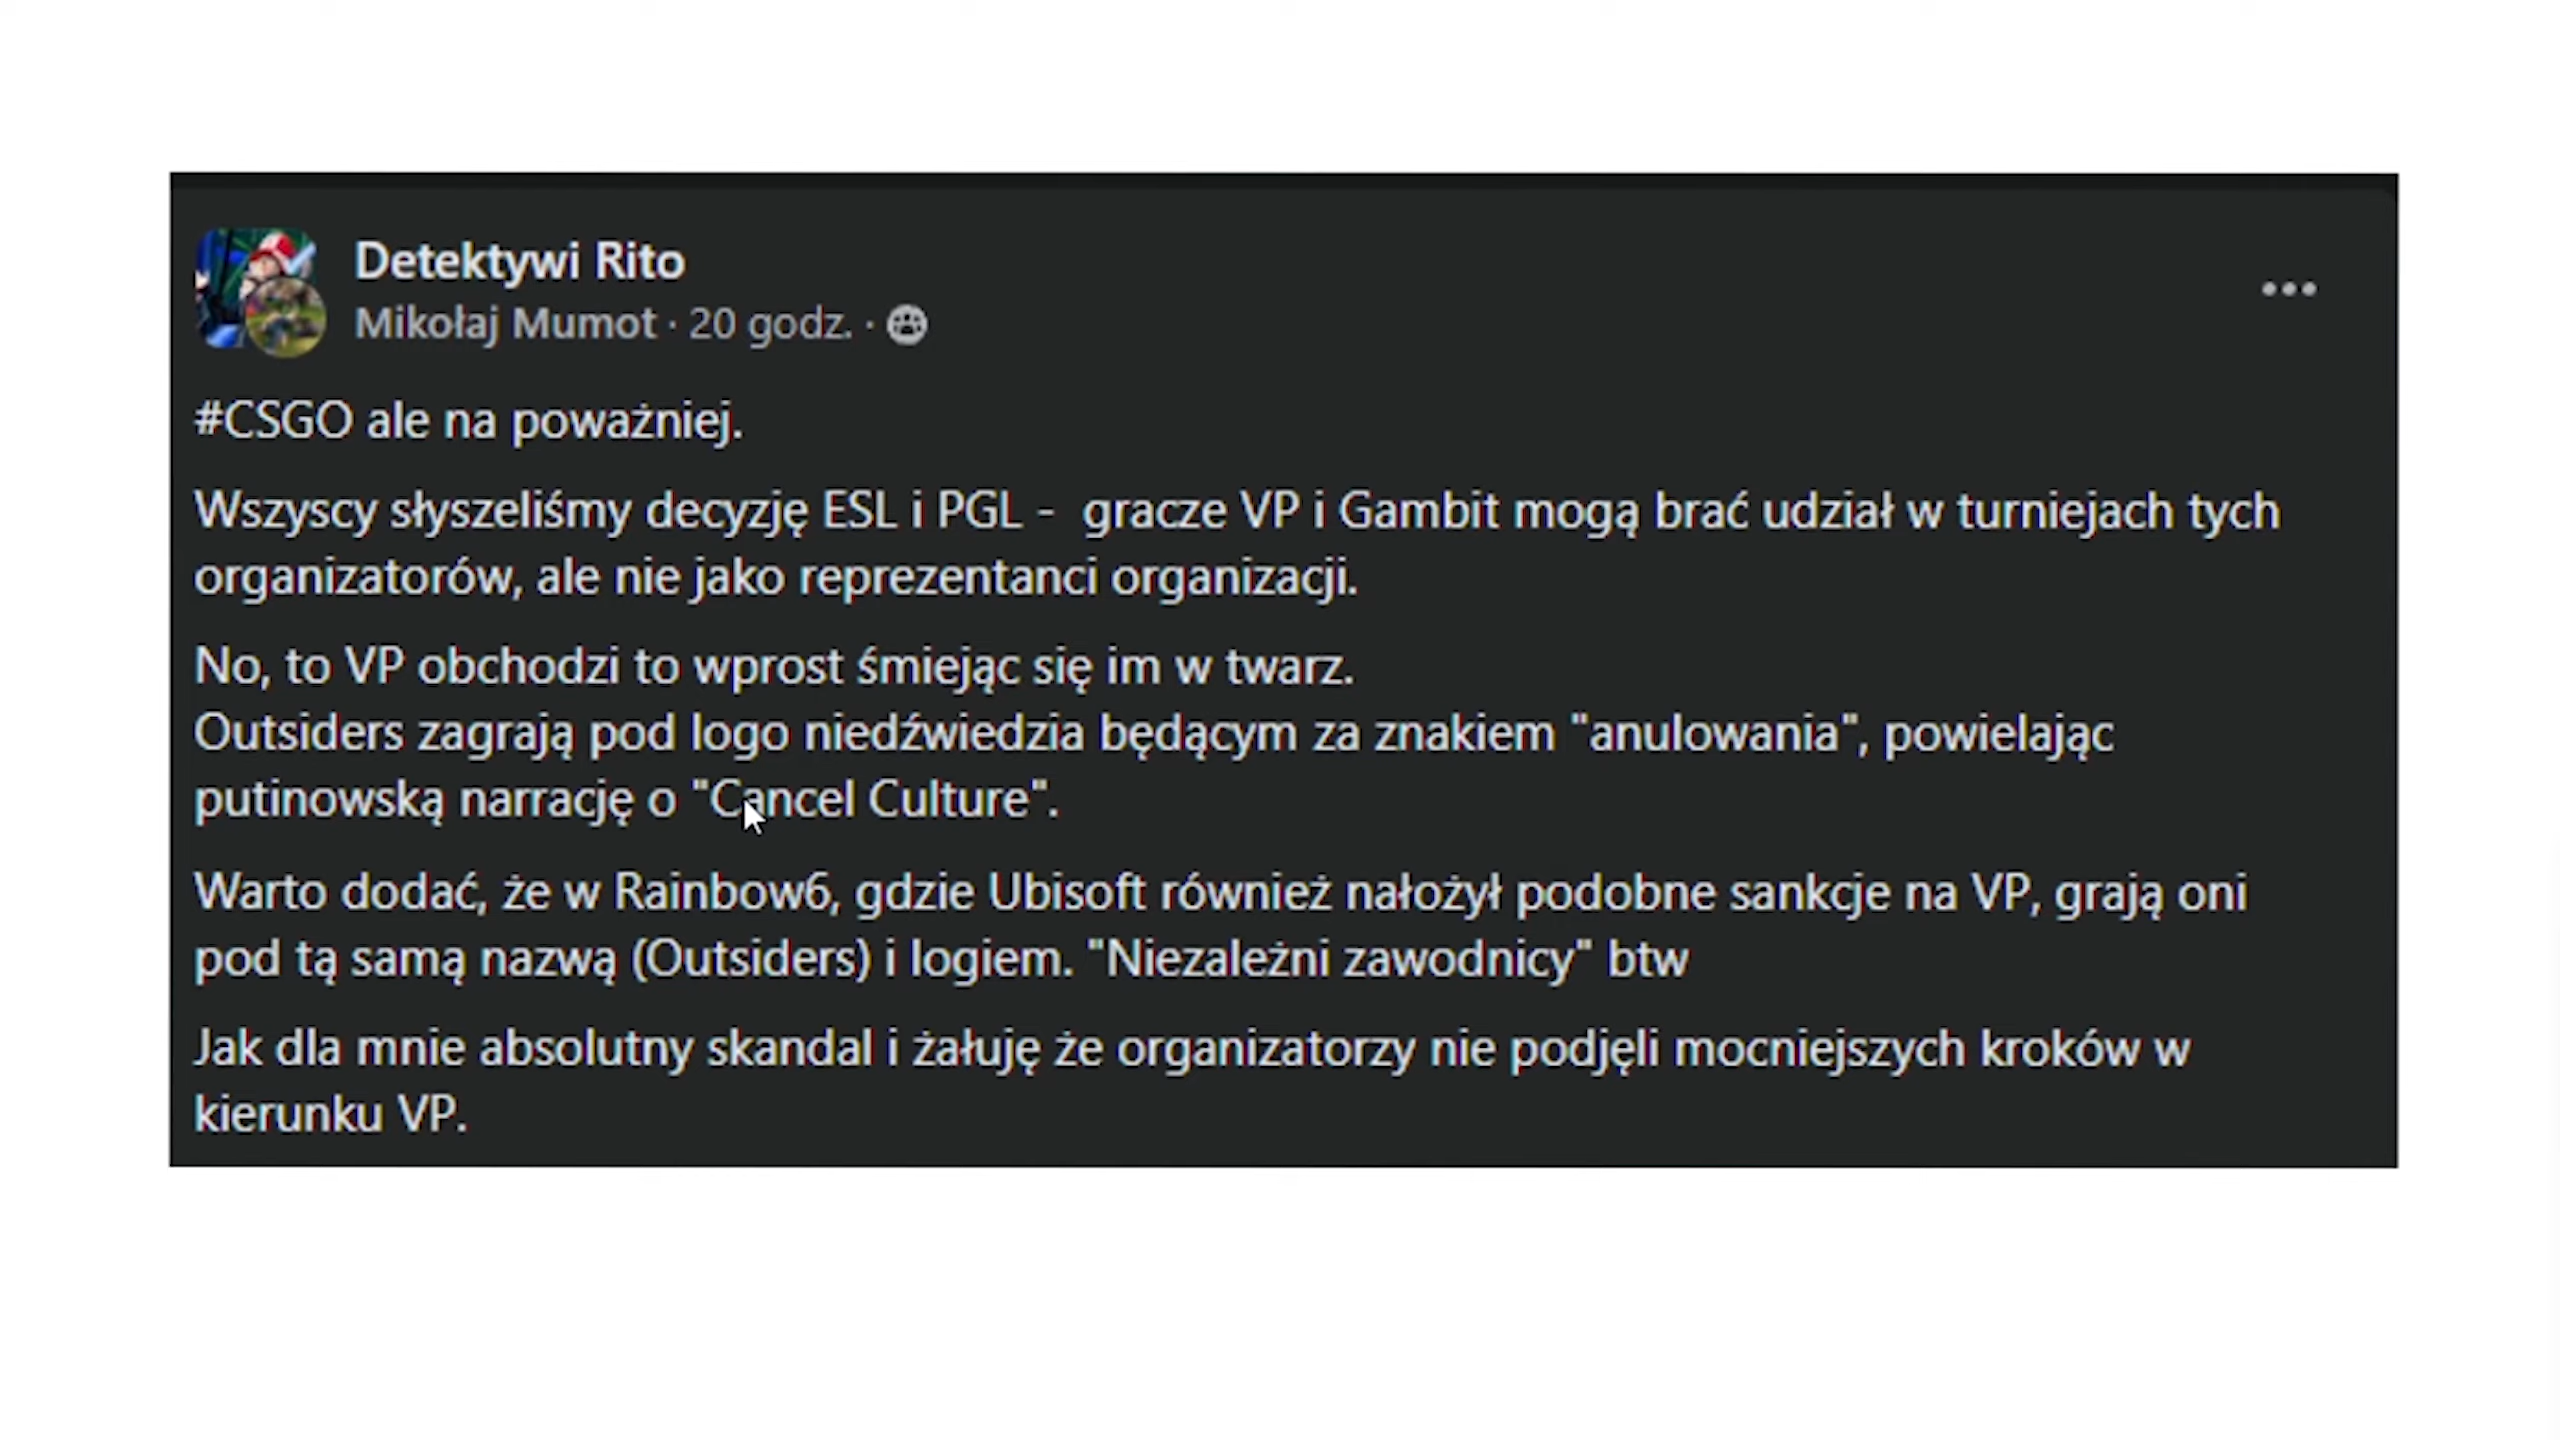 Detektywi Rito
Mikołaj Mumot · 20 godz. ·
#CSGO ale na poważniej.
Wszyscy słyszeliśmy decyzję ESL i PGL -  gracze VP i Gambit mogą brać udział w turniejach tych
organizatorów, ale nie jako reprezentanci organizacji.
No, to VP obchodzi to wprost śmiejąc się im w twarz.
Outsiders zagrają pod logo niedźwiedzia będącym za znakiem "anulowania", powielając
putinowską narrację o "Cancel Culture".
Warto dodać, że w Rainbow6, gdzie Ubisoft również nałożył podobne sankcje na VP, grają oni
pod tą samą nazwą (Outsiders) i logiem. "Niezależni zawodnicy" btw
Jak dla mnie absolutny skandal i żałuję że organizatorzy nie podjęli mocniejszych kroków w
kierunku VP.